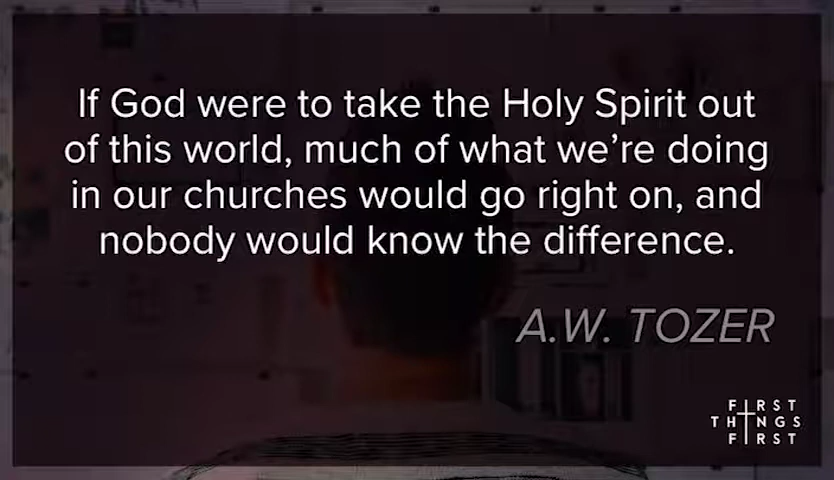 If God were to take the Holy Spirit out
of this world, much of what we’re doing
in our churches would go right on, and
nobody would know the difference.
A.W. TOZER
FIRST
THINGS
FIRST